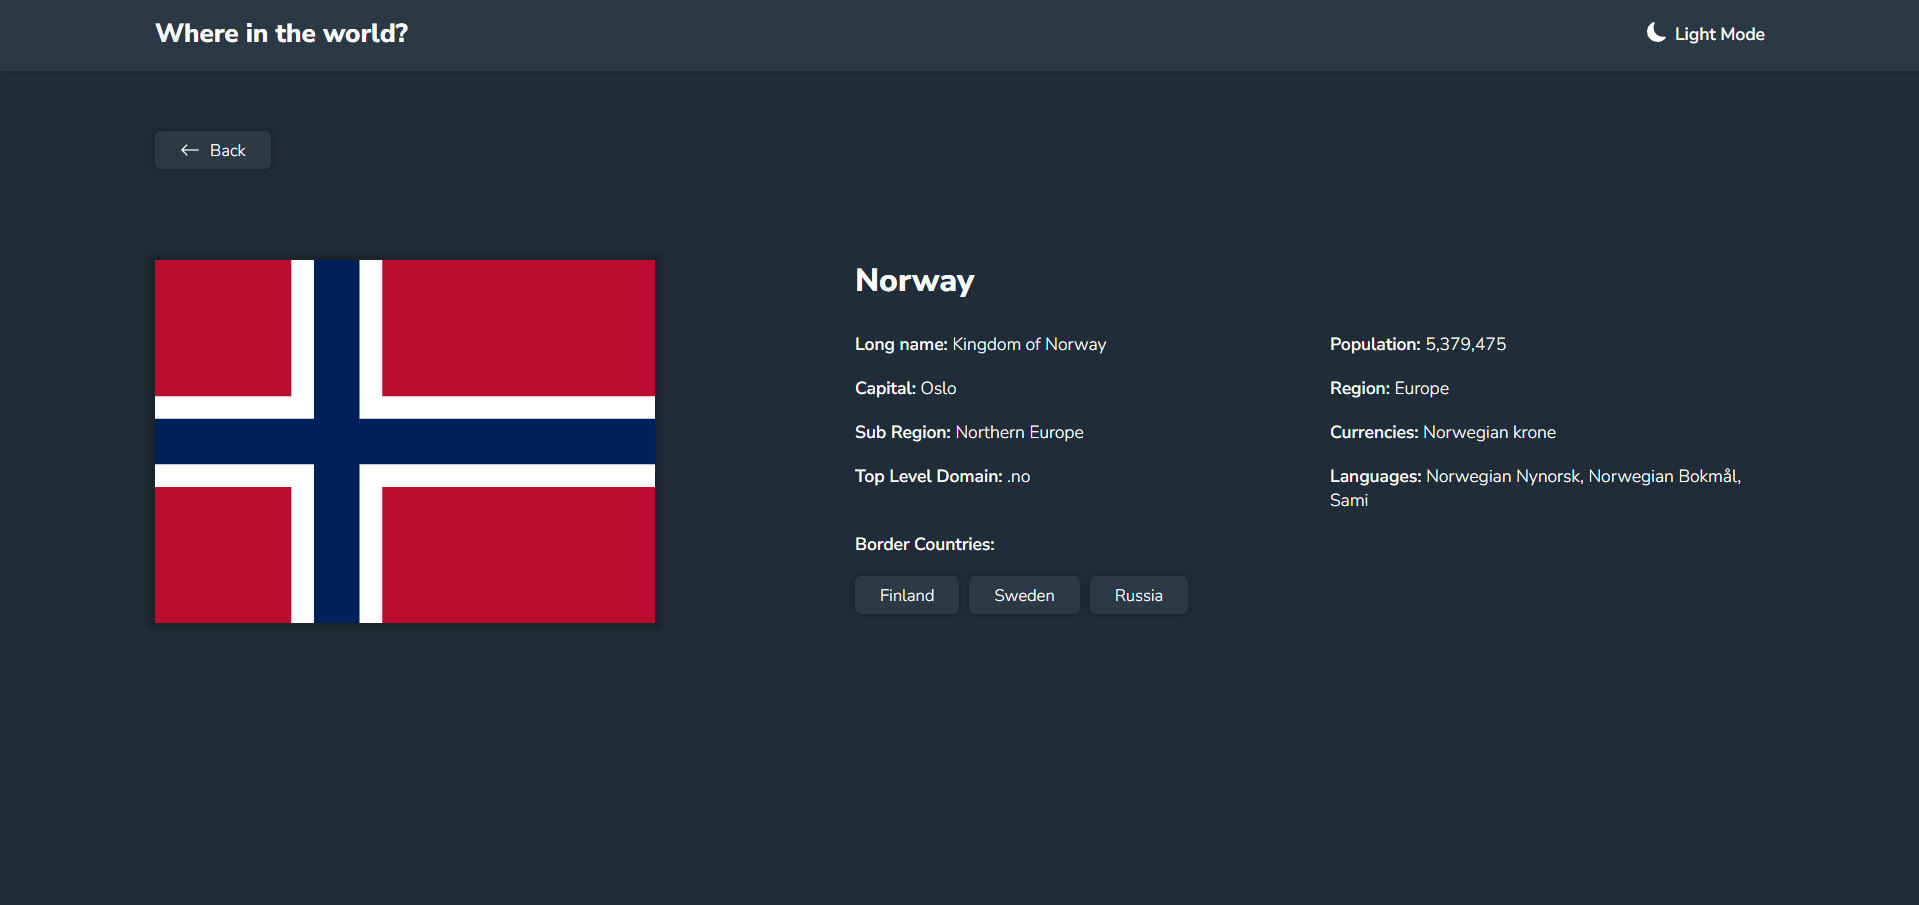 Where in the world?
Light Mode
Back
Norway
Long name: Kingdom of Norway
Capital: Oslo
Sub Region: Northern Europe
Top Level Domain: .no
Population: 5,379,475
Region: Europe
Currencies: Norwegian krone
Languages: Norwegian Nynorsk, Norwegian Bokmål,
Sami
Border Countries:
Finland
Sweden
Russia